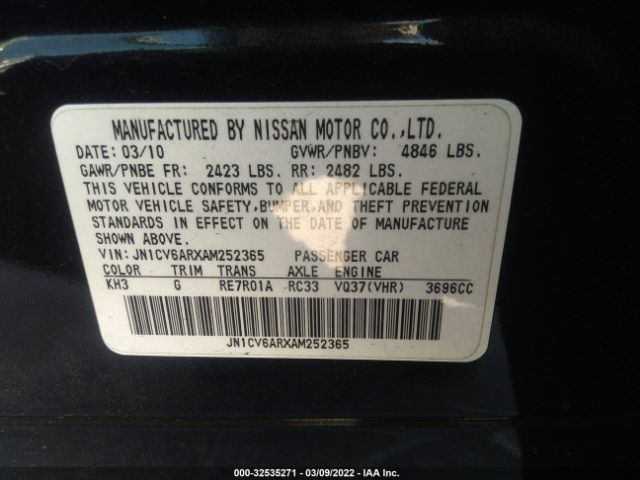 MANUFACTURED BY NISSAN MOTOR CO.,LTD.
DATE: 03/10 GVWR/PNBV: 4846 LBS.
GAWR/PNBE FR: 2423 LBS. RR: 2482 LBS.
THIS VEHICLE CONFORMS TO ALL APPLICABLE FEDERAL
MOTOR VEHICLE SAFETY,BUMPER,AND THEFT PREVENTION
STANDARDS IN EFFECT ON THE DATE OF MANUFACTURE
SHOWN ABOVE.
VIN: JN1CV6ARXAM252365 PASSENGER CAR
COLOR TRIM TRANS AXLE ENGINE
KH3 G RE7R01A RC33 VQ37(VHR) 3696CC
JN1CV6ARXAM252365
000-32535271 - 03/09/2022 - IAA Inc.